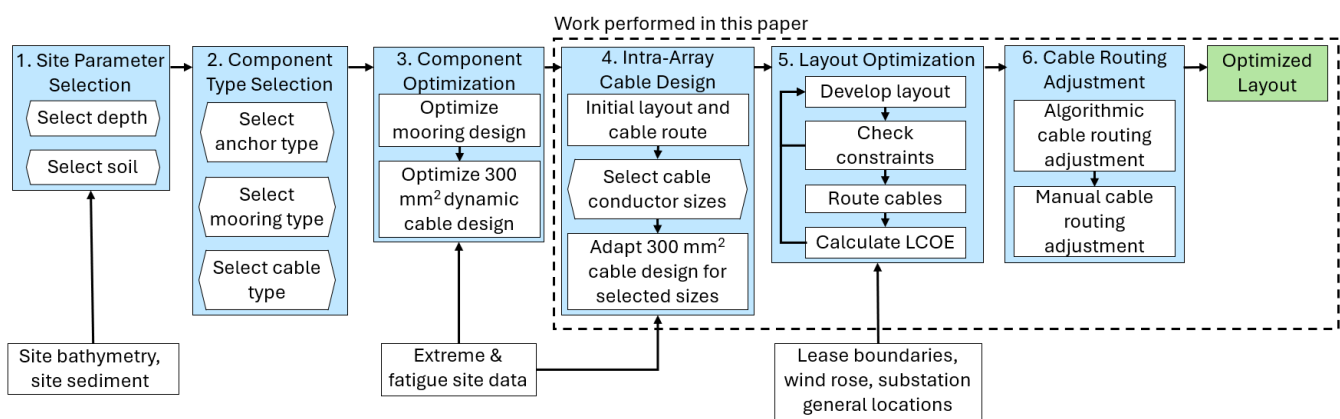 Work performed in this paper
1. Site Parameter
Selection
Select depth
Select soil
2. Component
Type Selection
Select
anchor type
Select
mooring type
Select cable
type
3. Component
Optimization
Optimize
mooring design
Optimize 300
mm² dynamic
cable design
4. Intra-Array
Cable Design
Initial layout and
cable route
Select cable
conductor sizes
Adapt 300 mm²
cable design for
selected sizes
5. Layout Optimization
Develop layout
Check
constraints
Route cables
Calculate LCOE
6. Cable Routing
Adjustment
Algorithmic
cable routing
adjustment
Manual cable
routing
adjustment
Optimized
Layout
Site bathymetry,
site sediment
Extreme &
fatigue site data
Lease boundaries,
wind rose, substation
general locations